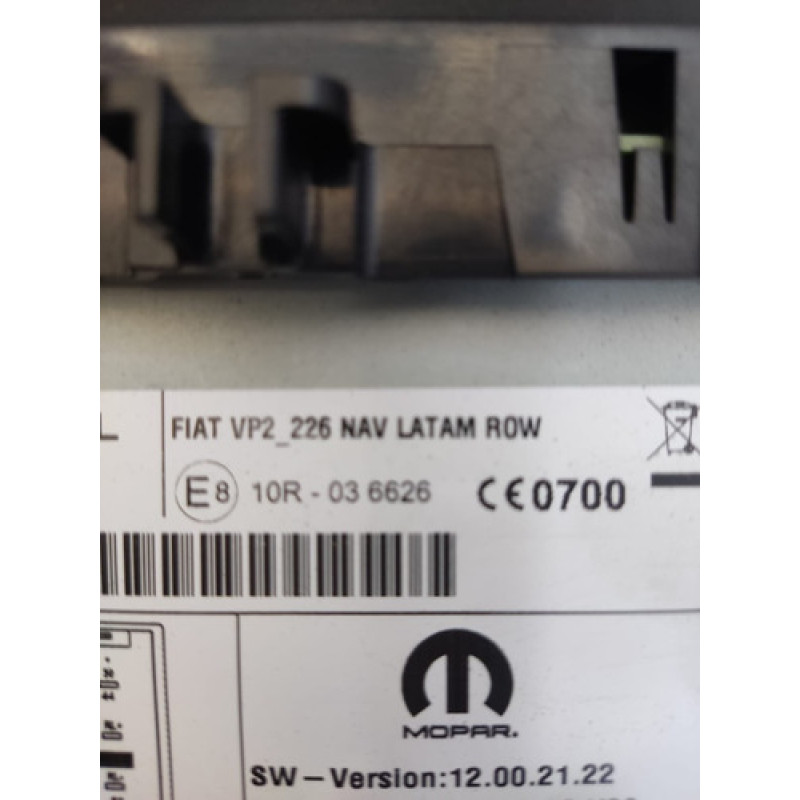 L FIAT VP2_226 NAV LATAM ROW
E8 10R - 03 6626 CE0700
MOPAR.
SW-Version:12.00.21.22